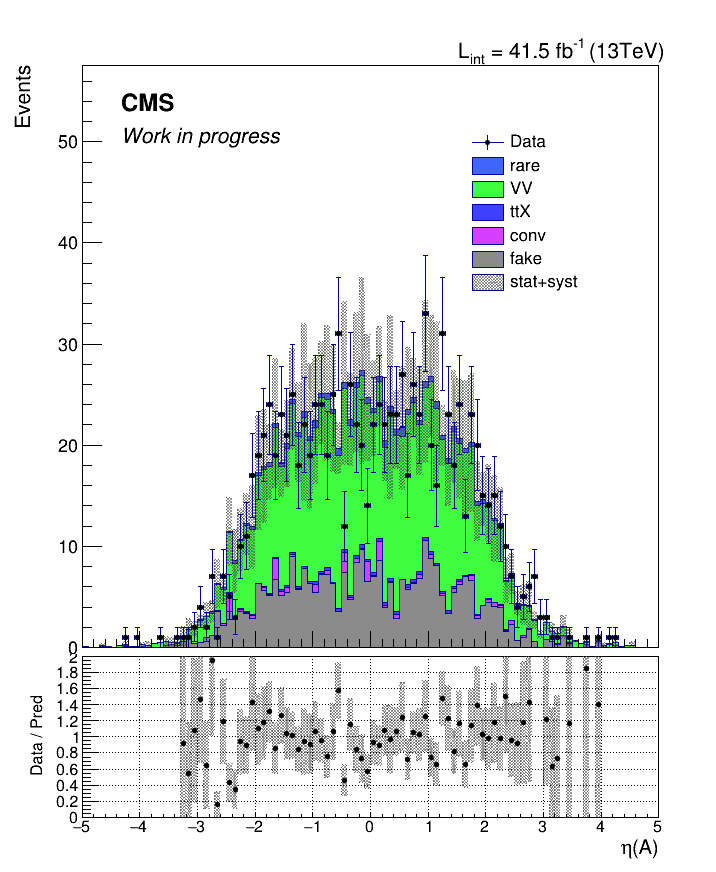 L_int = 41.5 fb^-1 (13TeV)
Events
CMS
Work in progress
Data
rare
VV
ttX
conv
fake
stat+syst
50
40
30
20
10
0
Data / Pred
2
1.8
1.6
1.4
1.2
1
0.8
0.6
0.4
0.2
0
−5 −4 −3 −2 −1 0 1 2 3 4 5
η(A)